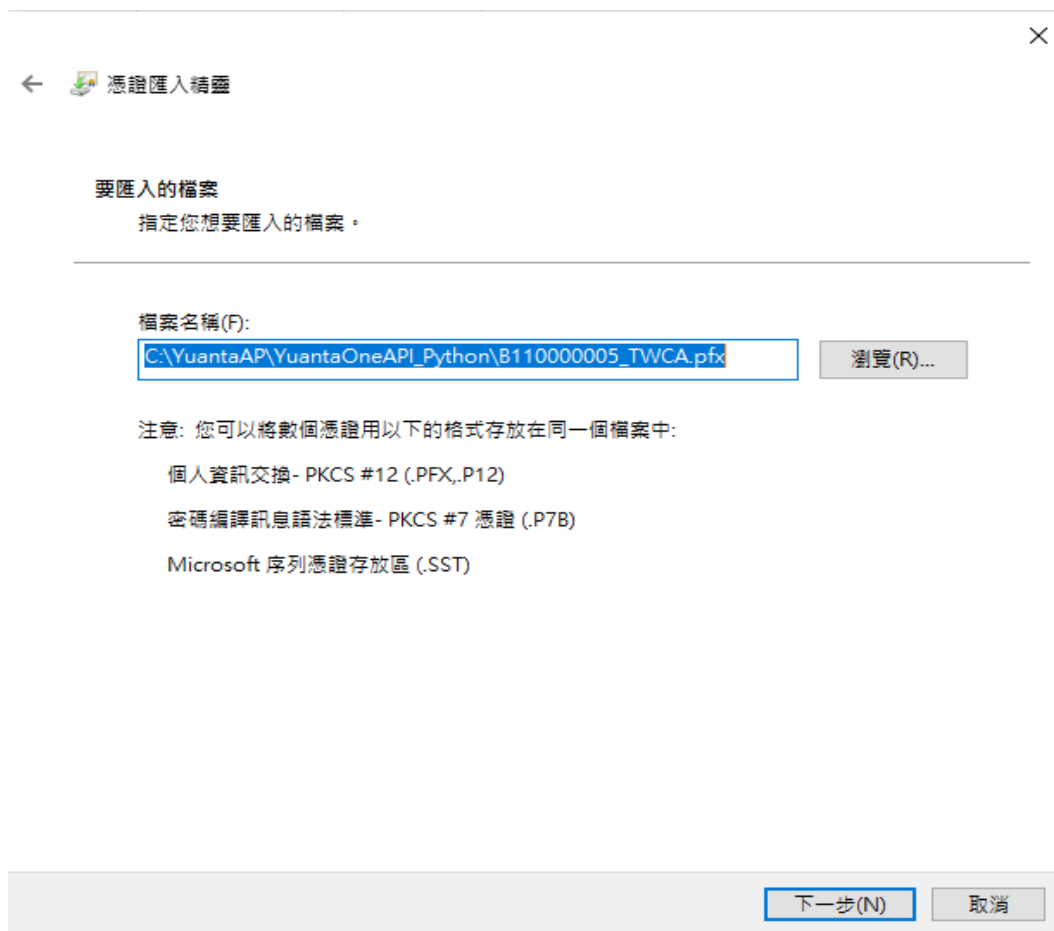 憑證匯入精靈
要匯入的檔案
指定您想要匯入的檔案。
檔案名稱(F):
C:\YuantaAP\YuantaOneAPI_Python\B110000005_TWCA.pfx
瀏覽(R)...
注意: 您可以將數個憑證用以下的格式存放在同一個檔案中:
個人資訊交換- PKCS #12 (.PFX,.P12)
密碼編譯訊息語法標準- PKCS #7 憑證 (.P7B)
Microsoft 序列憑證存放區 (.SST)
下一步(N)
取消